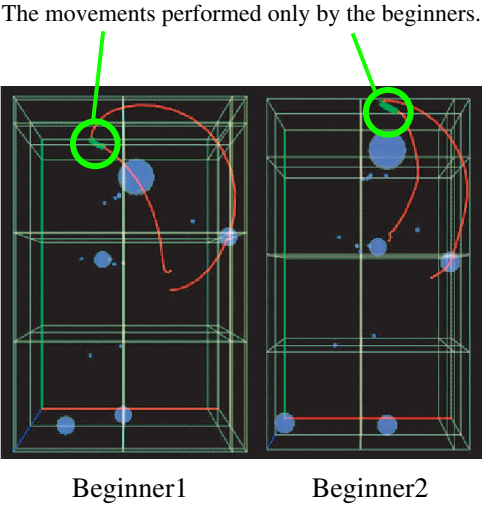 The movements performed only by the beginners.
Beginner1
Beginner2